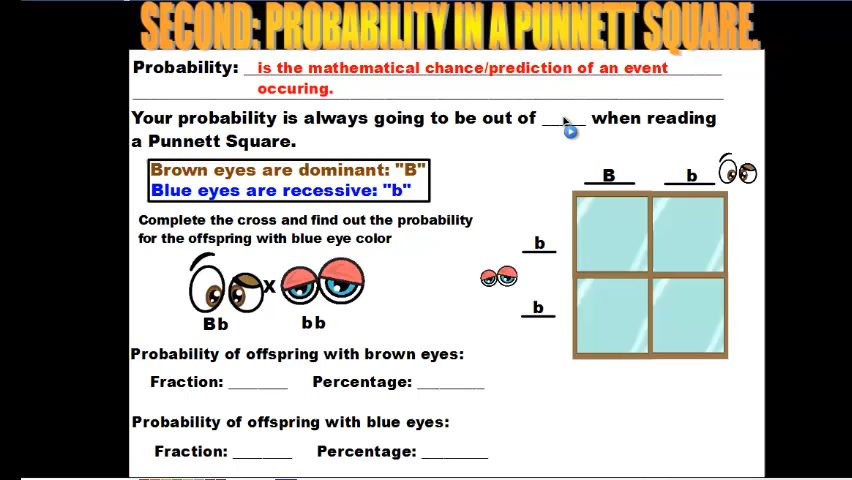 SECOND: PROBABILITY IN A PUNNETT SQUARE.
Probability: is the mathematical chance/prediction of an event
occuring.
Your probability is always going to be out of _____ when reading
a Punnett Square.
Brown eyes are dominant: "B"
Blue eyes are recessive: "b"
B b
Complete the cross and find out the probability
for the offspring with blue eye color
b
x
b
Bb bb
Probability of offspring with brown eyes:
Fraction: _______ Percentage: ________
Probability of offspring with blue eyes:
Fraction: _______ Percentage: ________